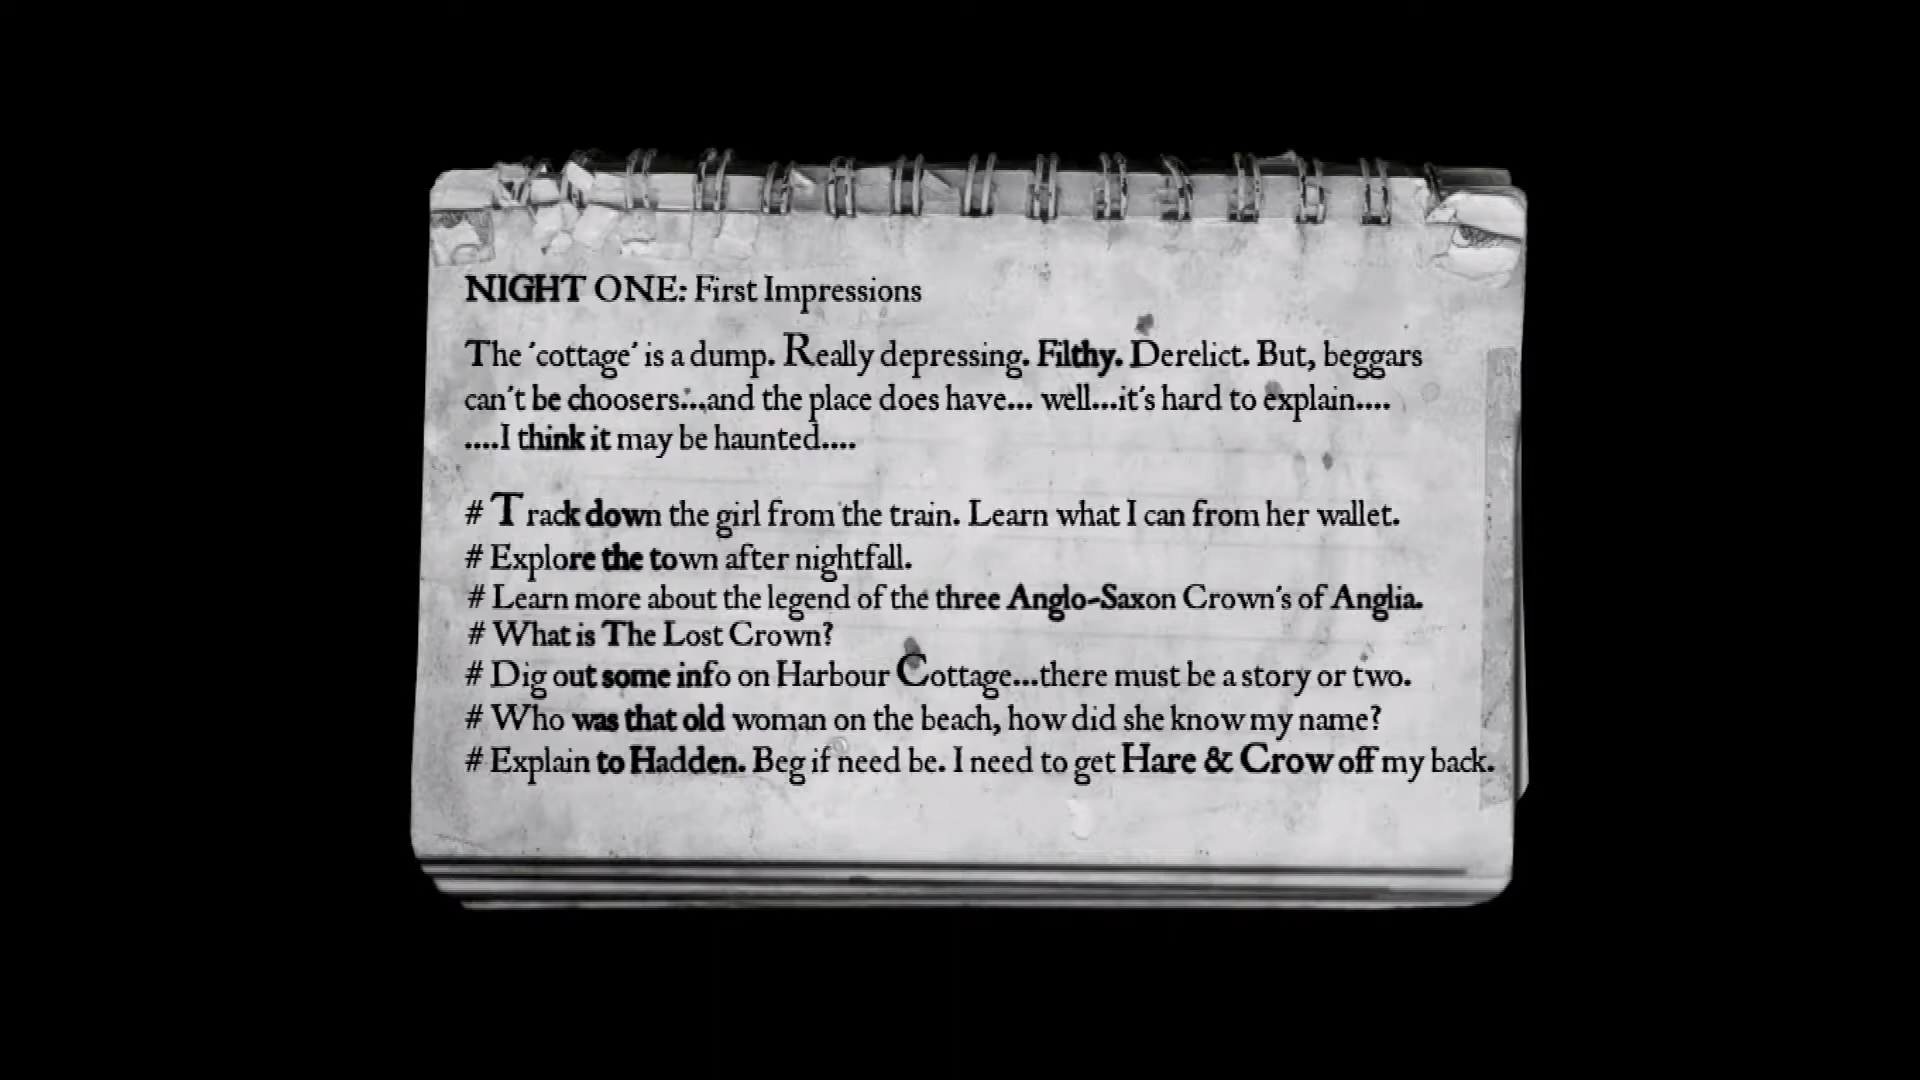 NIGHT ONE: First Impressions
The 'cottage' is a dump. Really depressing. Filthy. Derelict. But, beggars
can't be choosers...and the place does have... well...it's hard to explain....
....I think it may be haunted....
# Track down the girl from the train. Learn what I can from her wallet.
# Explore the town after nightfall.
# Learn more about the legend of the three Anglo-Saxon Crown's of Anglia.
# What is The Lost Crown?
# Dig out some info on Harbour Cottage...there must be a story or two.
# Who was that old woman on the beach, how did she know my name?
# Explain to Hadden. Beg if need be. I need to get Hare & Crow off my back.